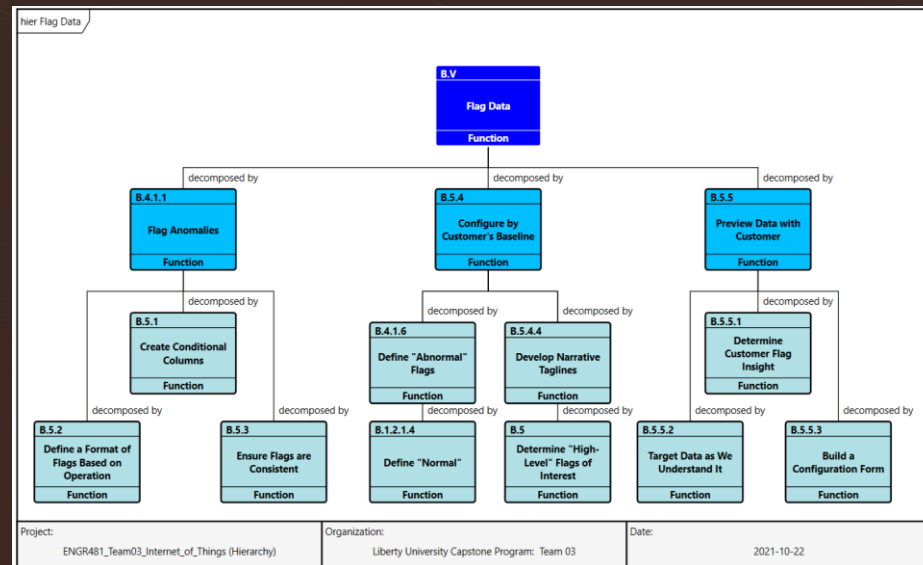 hier Flag Data
B.V
Flag Data
Function
decomposed by
decomposed by
decomposed by
B.4.1.1
Flag Anomalies
Function
B.5.4
Configure by
Customer's Baseline
Function
B.5.5
Preview Data with
Customer
Function
decomposed by
decomposed by
decomposed by
decomposed by
B.5.1
Create Conditional
Columns
Function
B.4.1.6
Define "Abnormal"
Flags
Function
B.5.4.4
Develop Narrative
Taglines
Function
B.5.5.1
Determine
Customer Flag
Insight
Function
decomposed by
decomposed by
decomposed by
decomposed by
decomposed by
decomposed by
B.5.2
Define a Format of
Flags Based on
Operation
Function
B.5.3
Ensure Flags are
Consistent
Function
B.1.2.1.4
Define "Normal"
Function
B.5
Determine "High-
Level" Flags of
Interest
Function
B.5.5.2
Target Data as We
Understand It
Function
B.5.5.3
Build a
Configuration Form
Function
Project:
ENGR481_Team03_Internet_of_Things (Hierarchy)
Organization:
Liberty University Capstone Program: Team 03
Date:
2021-10-22